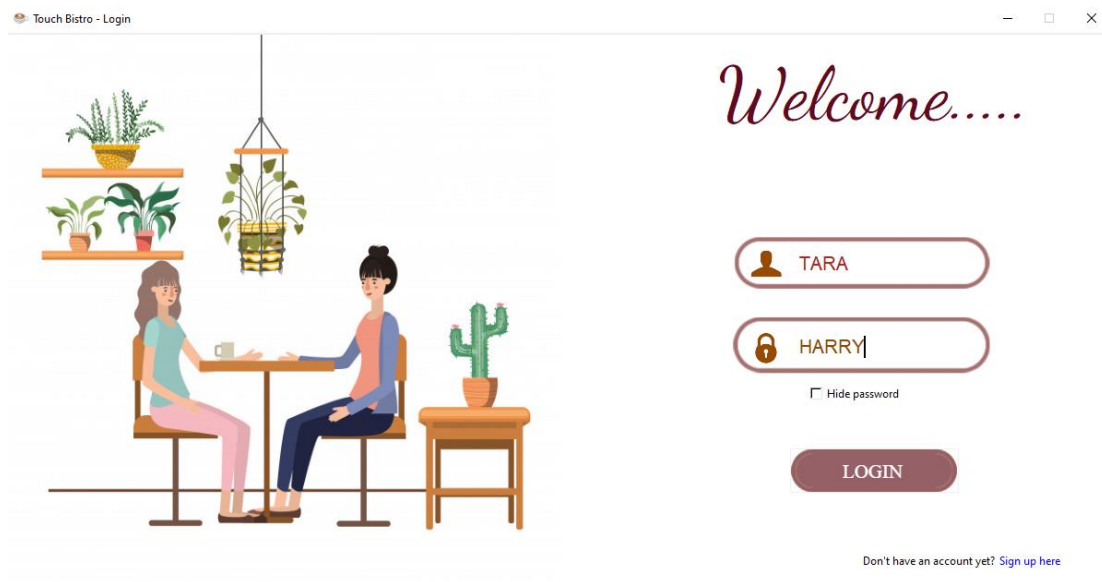 Touch Bistro - Login
Welcome.....
TARA
HARRY
Hide password
LOGIN
Don't have an account yet? Sign up here